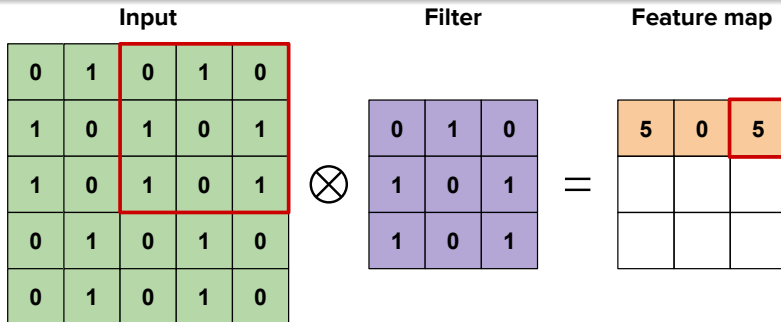 Input Filter Feature map
0 1 0 1 0
1 0 1 0 1 0 1 0 5 0 5
1 0 1 0 1 ⊗ 1 0 1 =
0 1 0 1 0 1 0 1
0 1 0 1 0